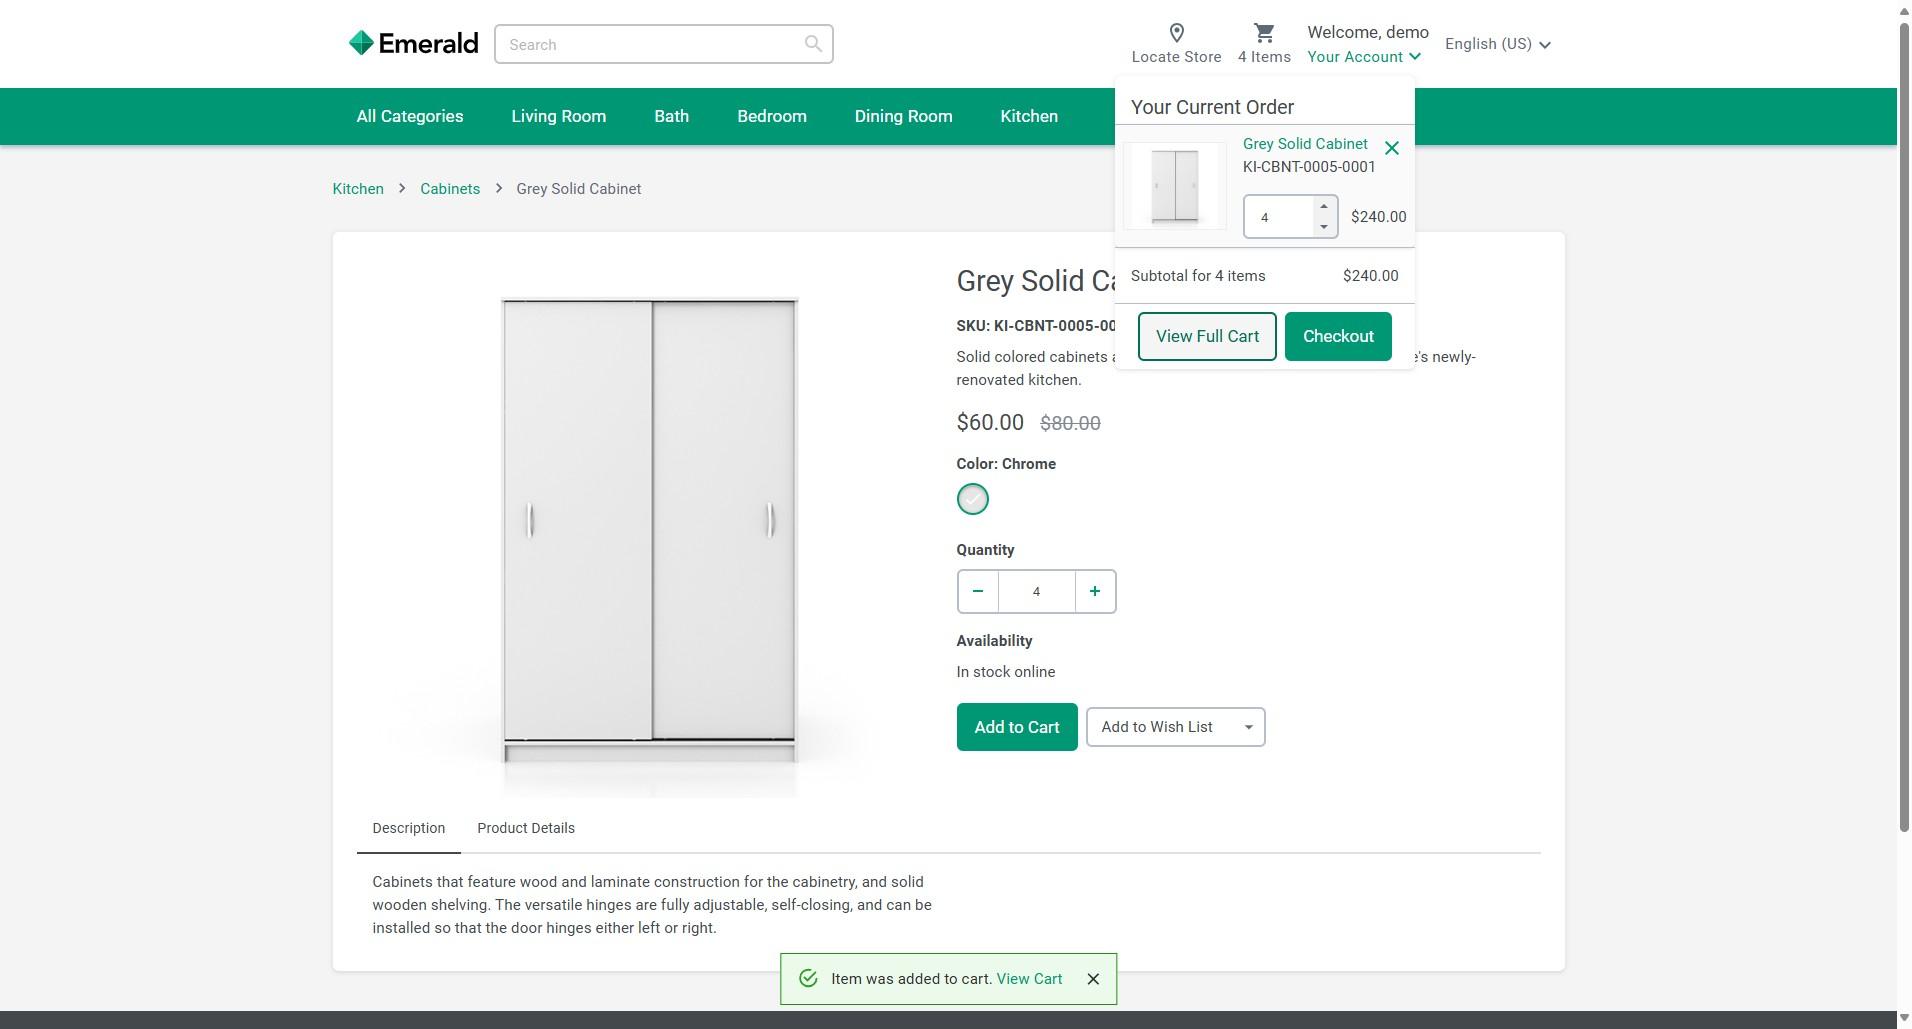 Emerald
Search
Locate Store
4 Items
Welcome, demo
Your Account
English (US)
All Categories
Living Room
Bath
Bedroom
Dining Room
Kitchen
Your Current Order
Grey Solid Cabinet
KI-CBNT-0005-0001
4
$240.00
Subtotal for 4 items
$240.00
View Full Cart
Checkout
Kitchen
Cabinets
Grey Solid Cabinet
Grey Solid
SKU: KI-CBNT-0005-00
Solid colored cabinets newly-
renovated kitchen.
$60.00 $80.00
Color: Chrome
Quantity
4
Availability
In stock online
Add to Cart
Add to Wish List
Description
Product Details
Cabinets that feature wood and laminate construction for the cabinetry, and solid
wooden shelving. The versatile hinges are fully adjustable, self-closing, and can be
installed so that the door hinges either left or right.
Item was added to cart. View Cart